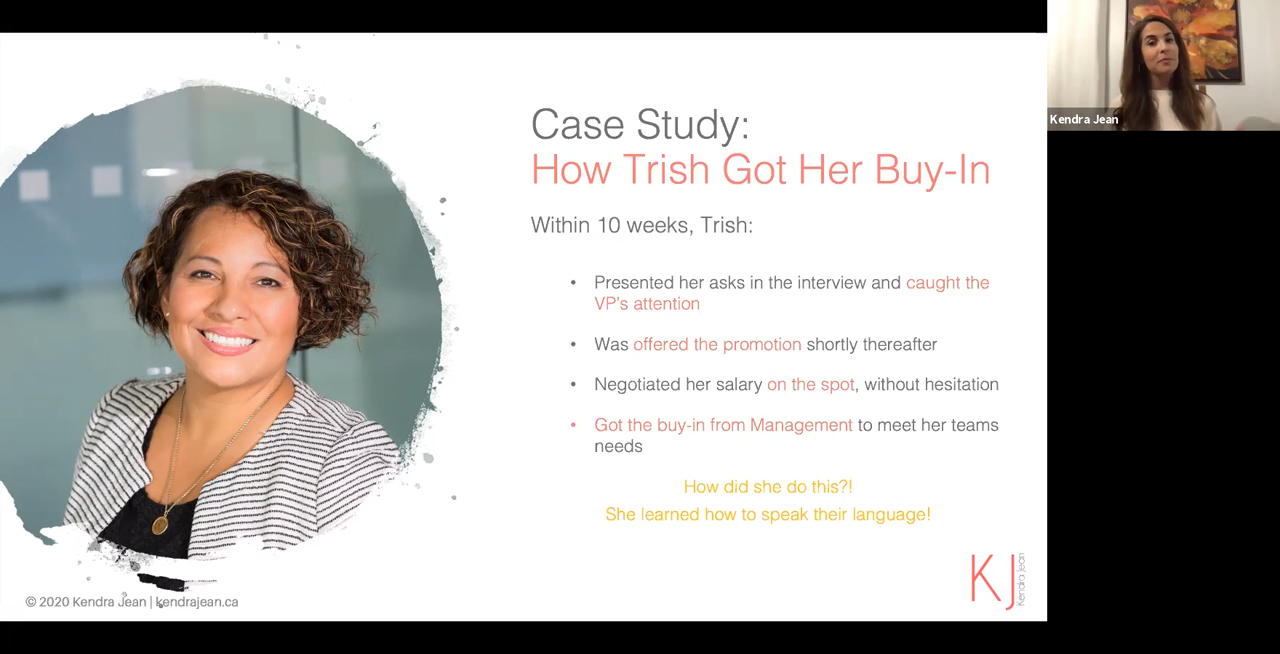 Kendra Jean
Case Study:
How Trish Got Her Buy-In
Within 10 weeks, Trish:
• Presented her asks in the interview and caught the
VP's attention
• Was offered the promotion shortly thereafter
• Negotiated her salary on the spot, without hesitation
• Got the buy-in from Management to meet her teams
needs
How did she do this?!
She learned how to speak their language!
© 2020 Kendra Jean | kendrajean.ca
KJ
Kendra Jean